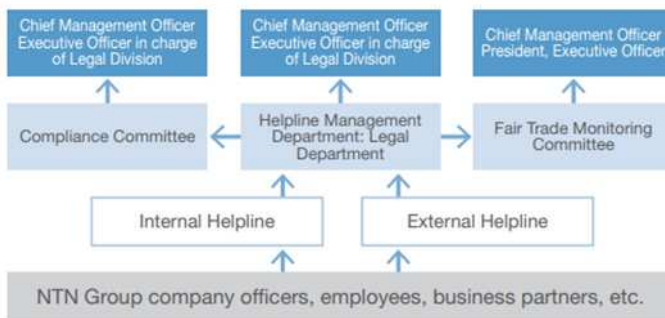 Chief Management Officer
Executive Officer in charge
of Legal Division
Chief Management Officer
Executive Officer in charge
of Legal Division
Chief Management Officer
President, Executive Officer
Compliance Committee
Helpline Management
Department: Legal
Department
Fair Trade Monitoring
Committee
Internal Helpline
External Helpline
NTN Group company officers, employees, business partners, etc.